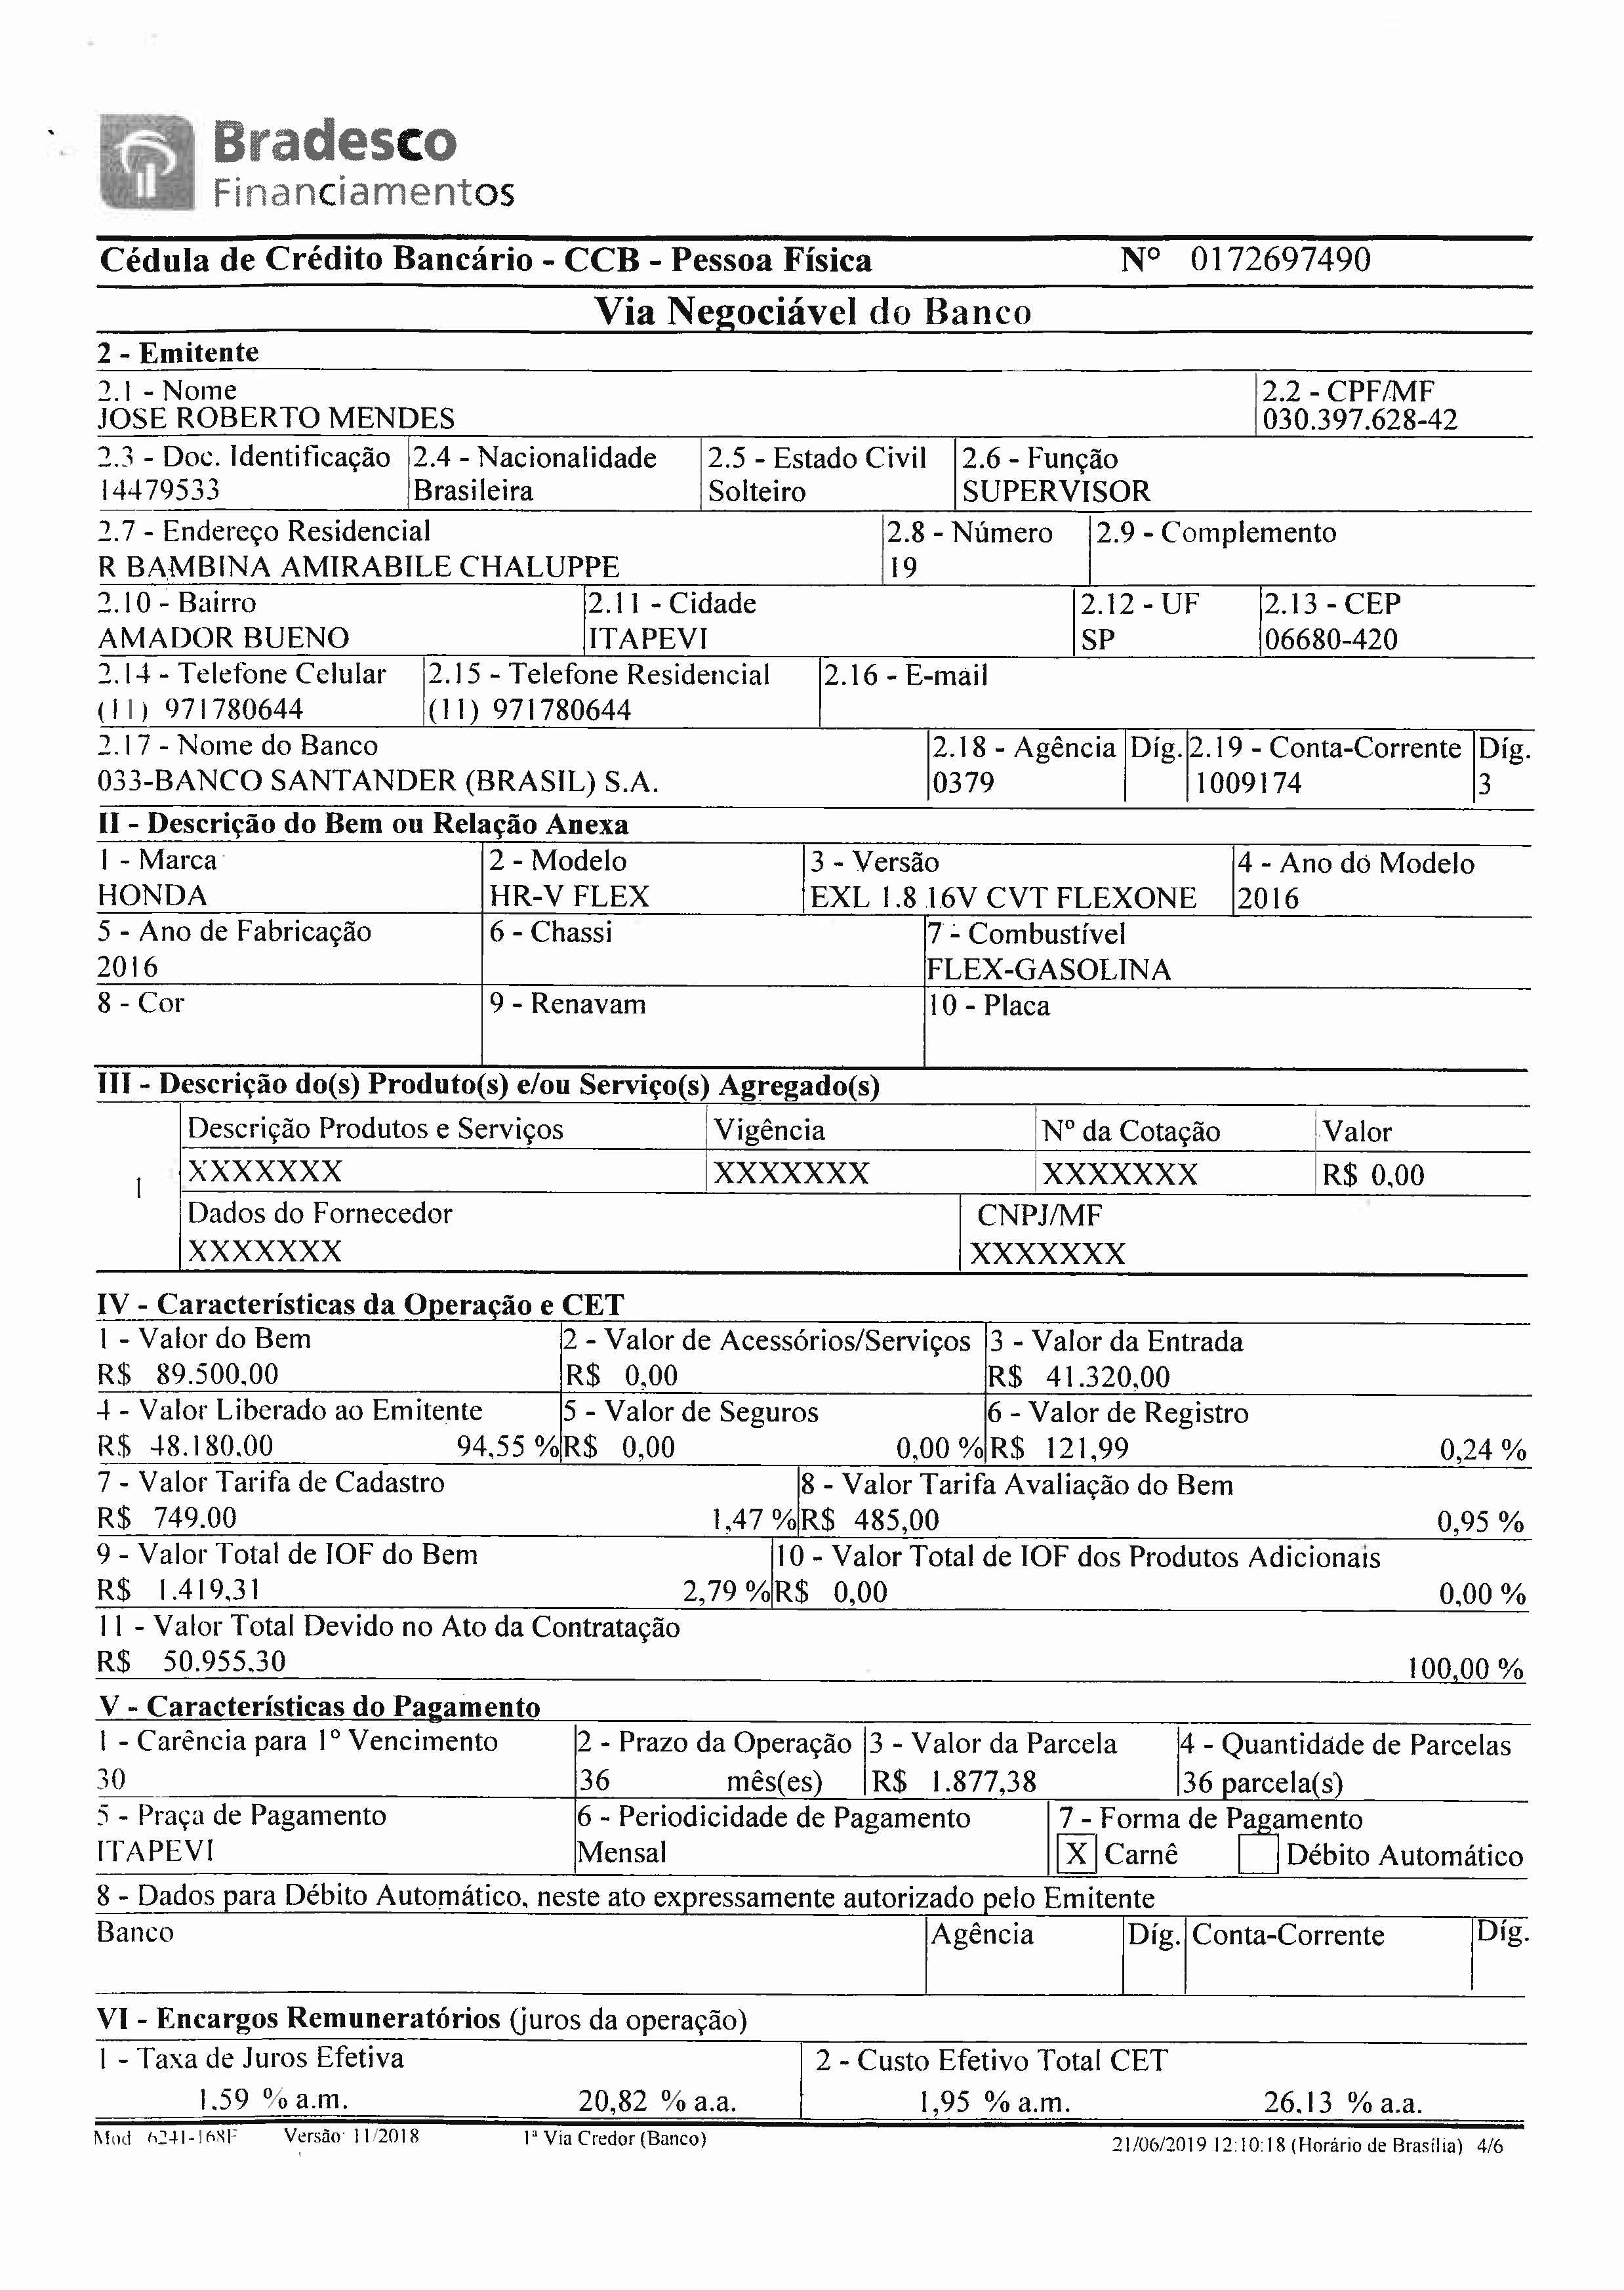 Bradesco
Financiamentos
Cédula de Crédito Bancário - CCB - Pessoa Física Nº 0172697490
Via Negociável do Banco
2 - Emitente
2.1 - Nome 2.2 - CPF/MF
JOSE ROBERTO MENDES 030.397.628-42
2.3 - Doc. Identificação 2.4 - Nacionalidade 2.5 - Estado Civil 2.6 - Função
14479533 Brasileira Solteiro SUPERVISOR
2.7 - Endereço Residencial 2.8 - Número 2.9 - Complemento
R BAMBINA AMIRABILE CHALUPPE 19
2.10 - Bairro 2.11 - Cidade 2.12 - UF 2.13 - CEP
AMADOR BUENO ITAPEVI SP 06680-420
2.14 - Telefone Celular 2.15 - Telefone Residencial 2.16 - E-mail
(11) 971780644 (11) 971780644
2.17 - Nome do Banco 2.18 - Agência Díg. 2.19 - Conta-Corrente Díg.
033-BANCO SANTANDER (BRASIL) S.A. 0379 1009174 3
II - Descrição do Bem ou Relação Anexa
1 - Marca 2 - Modelo 3 - Versão 4 - Ano do Modelo
HONDA HR-V FLEX EXL 1.8 16V CVT FLEXONE 2016
5 - Ano de Fabricação 6 - Chassi 7 - Combustível
2016 FLEX-GASOLINA
8 - Cor 9 - Renavam 10 - Placa
III - Descrição do(s) Produto(s) e/ou Serviço(s) Agregado(s)
Descrição Produtos e Serviços Vigência Nº da Cotação Valor
1 XXXXXXX XXXXXXX XXXXXXX R$ 0,00
Dados do Fornecedor CNPJ/MF
XXXXXXX XXXXXXX
IV - Características da Operação e CET
1 - Valor do Bem 2 - Valor de Acessórios/Serviços 3 - Valor da Entrada
R$ 89.500,00 R$ 0,00 R$ 41.320,00
4 - Valor Liberado ao Emitente 5 - Valor de Seguros 6 - Valor de Registro
R$ 48.180,00 94,55 % R$ 0,00 0,00 % R$ 121,99 0,24 %
7 - Valor Tarifa de Cadastro 8 - Valor Tarifa Avaliação do Bem
R$ 749,00 1,47 % R$ 485,00 0,95 %
9 - Valor Total de IOF do Bem 10 - Valor Total de IOF dos Produtos Adicionais
R$ 1.419,31 2,79 % R$ 0,00 0,00 %
11 - Valor Total Devido no Ato da Contratação
R$ 50.955,30 100,00 %
V - Características do Pagamento
1 - Carência para 1º Vencimento 2 - Prazo da Operação 3 - Valor da Parcela 4 - Quantidade de Parcelas
30 36 mês(es) R$ 1.877,38 36 parcela(s)
5 - Praça de Pagamento 6 - Periodicidade de Pagamento 7 - Forma de Pagamento
ITAPEVI Mensal X Carnê Débito Automático
8 - Dados para Débito Automático, neste ato expressamente autorizado pelo Emitente
Banco Agência Díg. Conta-Corrente Díg.
VI - Encargos Remuneratórios (juros da operação)
1 - Taxa de Juros Efetiva 2 - Custo Efetivo Total CET
1,59 % a.m. 20,82 % a.a. 1,95 % a.m. 26,13 % a.a.
Mod 6241-168F Versão: 11/2018 1ª Via Credor (Banco) 21/06/2019 12:10:18 (Horário de Brasília) 4/6